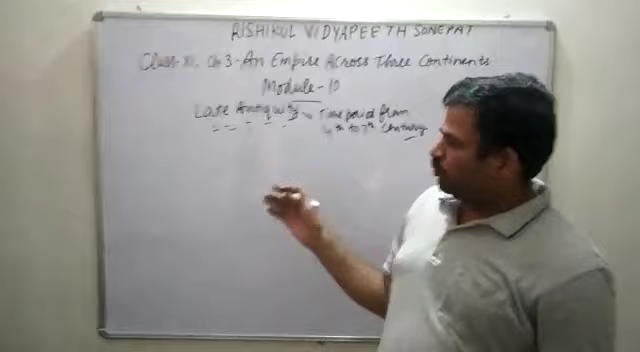 RISHIKUL VIDYAPEETH SONEPAT
Class-XI, Ch 3-An Empire Across Three Continents
Module-10
Late Antiquity Time period from
4th to 7th Century